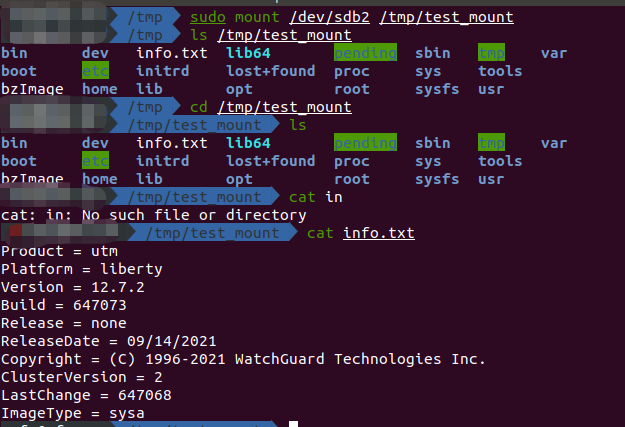 /tmp sudo mount /dev/sdb2 /tmp/test_mount
/tmp ls /tmp/test_mount
bin dev info.txt lib64 pending sbin tmp var
boot etc initrd lost+found proc sys tools
bzImage home lib opt root sysfs usr
/tmp cd /tmp/test_mount
/tmp/test_mount ls
bin dev info.txt lib64 pending sbin tmp var
boot etc initrd lost+found proc sys tools
bzImage home lib opt root sysfs usr
/tmp/test_mount cat in
cat: in: No such file or directory
/tmp/test_mount cat info.txt
Product = utm
Platform = liberty
Version = 12.7.2
Build = 647073
Release = none
ReleaseDate = 09/14/2021
Copyright = (C) 1996-2021 WatchGuard Technologies Inc.
ClusterVersion = 2
LastChange = 647068
ImageType = sysa